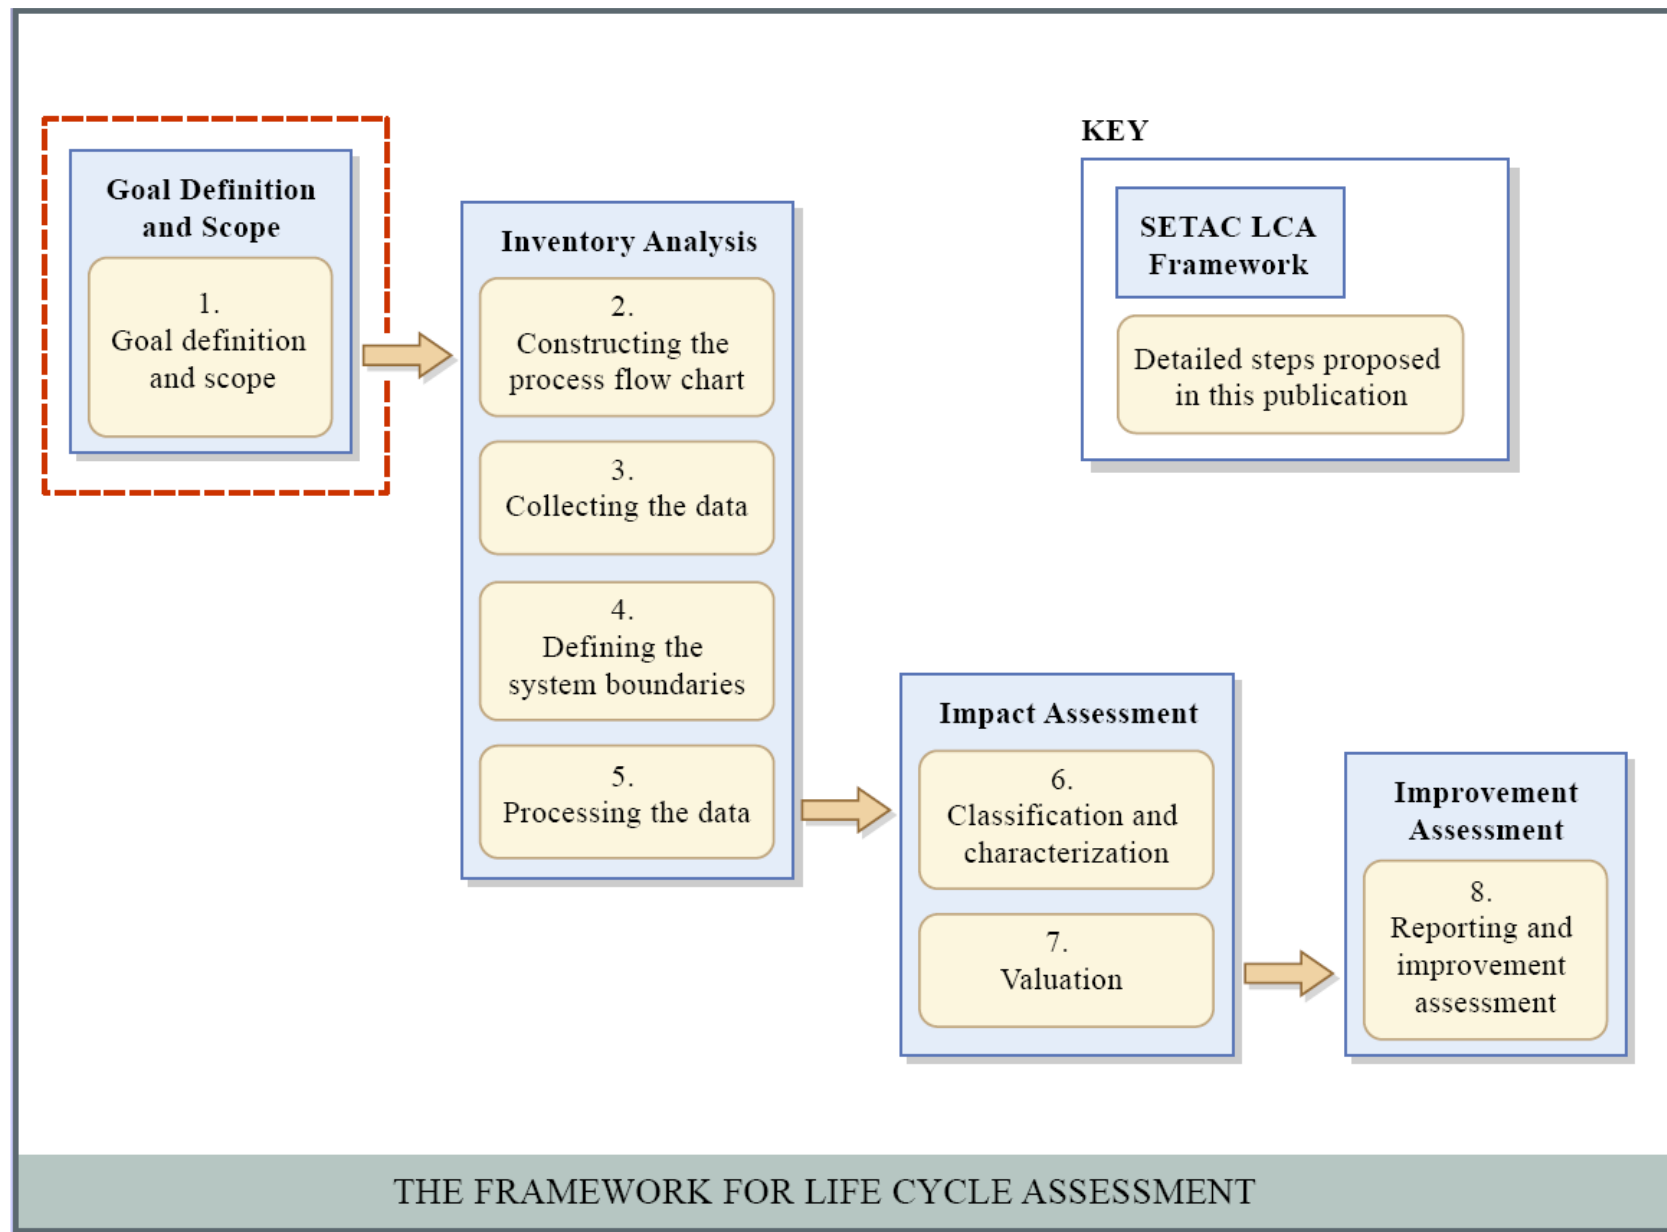 Goal Definition
and Scope
1.
Goal definition
and scope
Inventory Analysis
2.
Constructing the
process flow chart
3.
Collecting the data
4.
Defining the
system boundaries
5.
Processing the data
KEY
SETAC LCA
Framework
Detailed steps proposed
in this publication
Impact Assessment
6.
Classification and
characterization
7.
Valuation
Improvement
Assessment
8.
Reporting and
improvement
assessment
THE FRAMEWORK FOR LIFE CYCLE ASSESSMENT